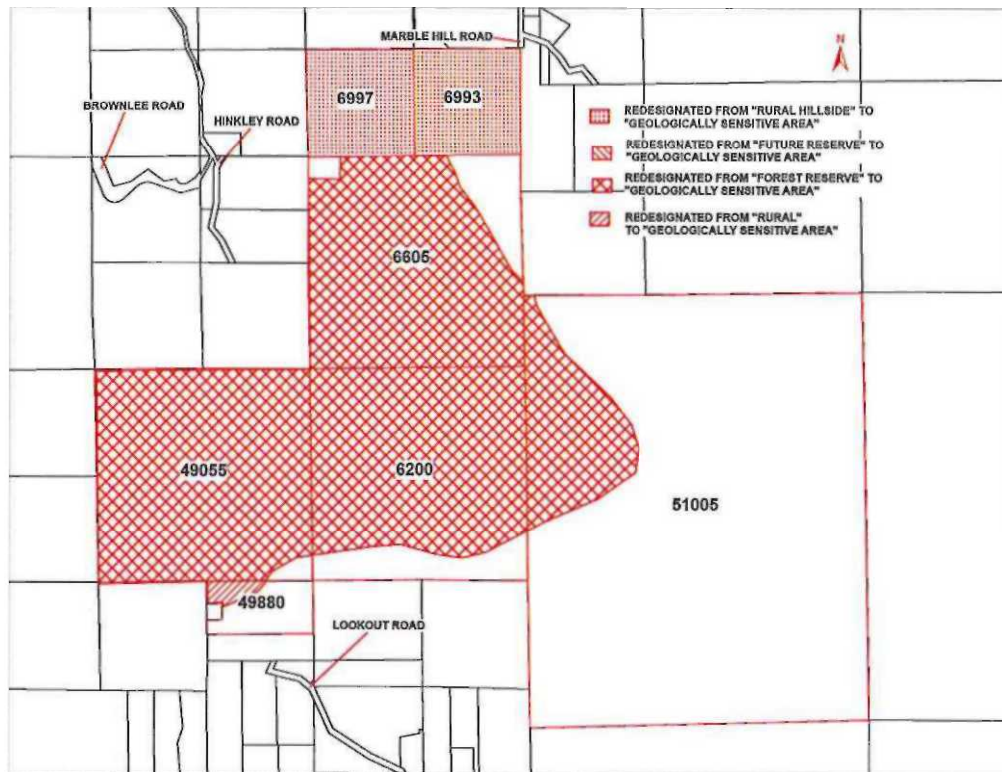 MARBLE HILL ROAD
N
6997
6993
BROWNLEE ROAD
HINKLEY ROAD
REDESIGNATED FROM "RURAL HILLSIDE" TO
"GEOLOGICALLY SENSITIVE AREA"
REDESIGNATED FROM "FUTURE RESERVE" TO
"GEOLOGICALLY SENSITIVE AREA"
REDESIGNATED FROM "FOREST RESERVE" TO
"GEOLOGICALLY SENSITIVE AREA"
REDESIGNATED FROM "RURAL"
TO "GEOLOGICALLY SENSITIVE AREA"
6605
49055
6200
51005
49880
LOOKOUT ROAD